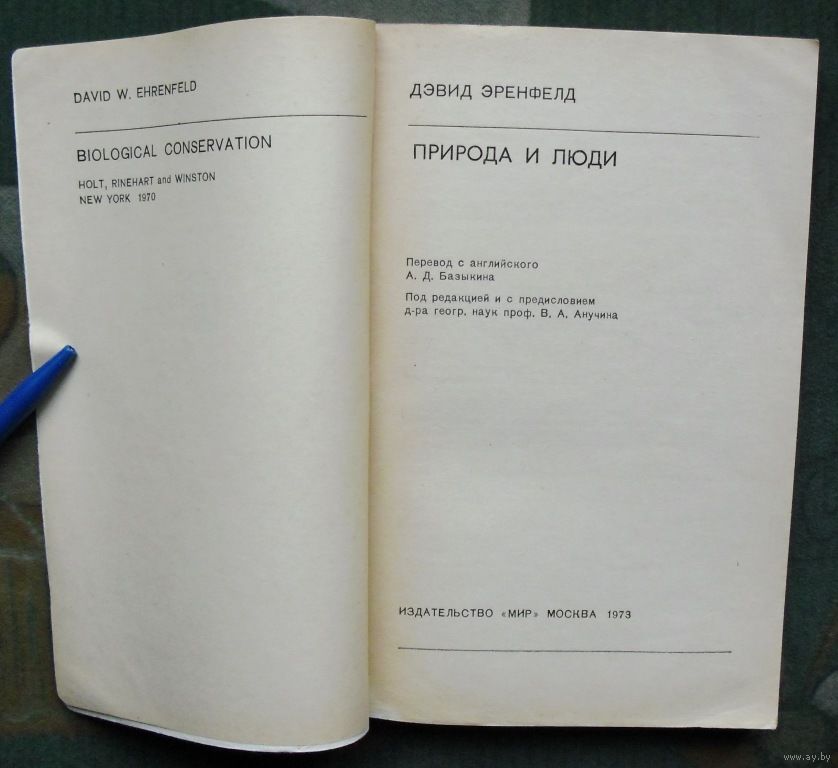 DAVID W. EHRENFELD
BIOLOGICAL CONSERVATION
HOLT, RINEHART and WINSTON
NEW YORK 1970
ДЭВИД ЭРЕНФЕЛД
ПРИРОДА И ЛЮДИ
Перевод с английского
А. Д. Базыкина
Под редакцией и с предисловием
д-ра геогр. наук проф. В. А. Анучина
ИЗДАТЕЛЬСТВО «МИР» МОСКВА 1973
www.ay.by